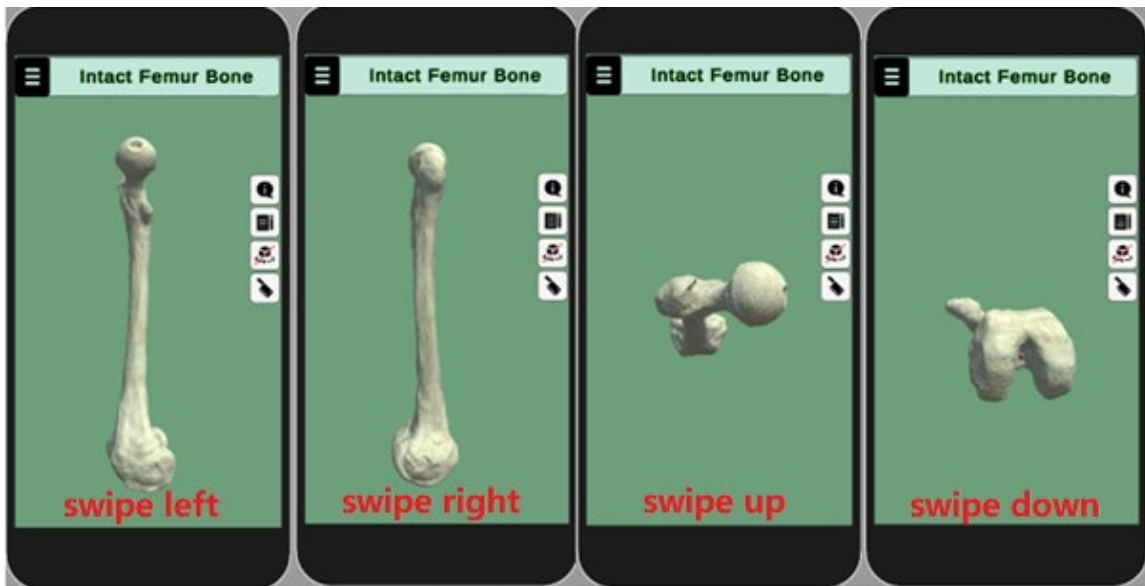 Intact Femur Bone
swipe left
Intact Femur Bone
swipe right
Intact Femur Bone
swipe up
Intact Femur Bone
swipe down